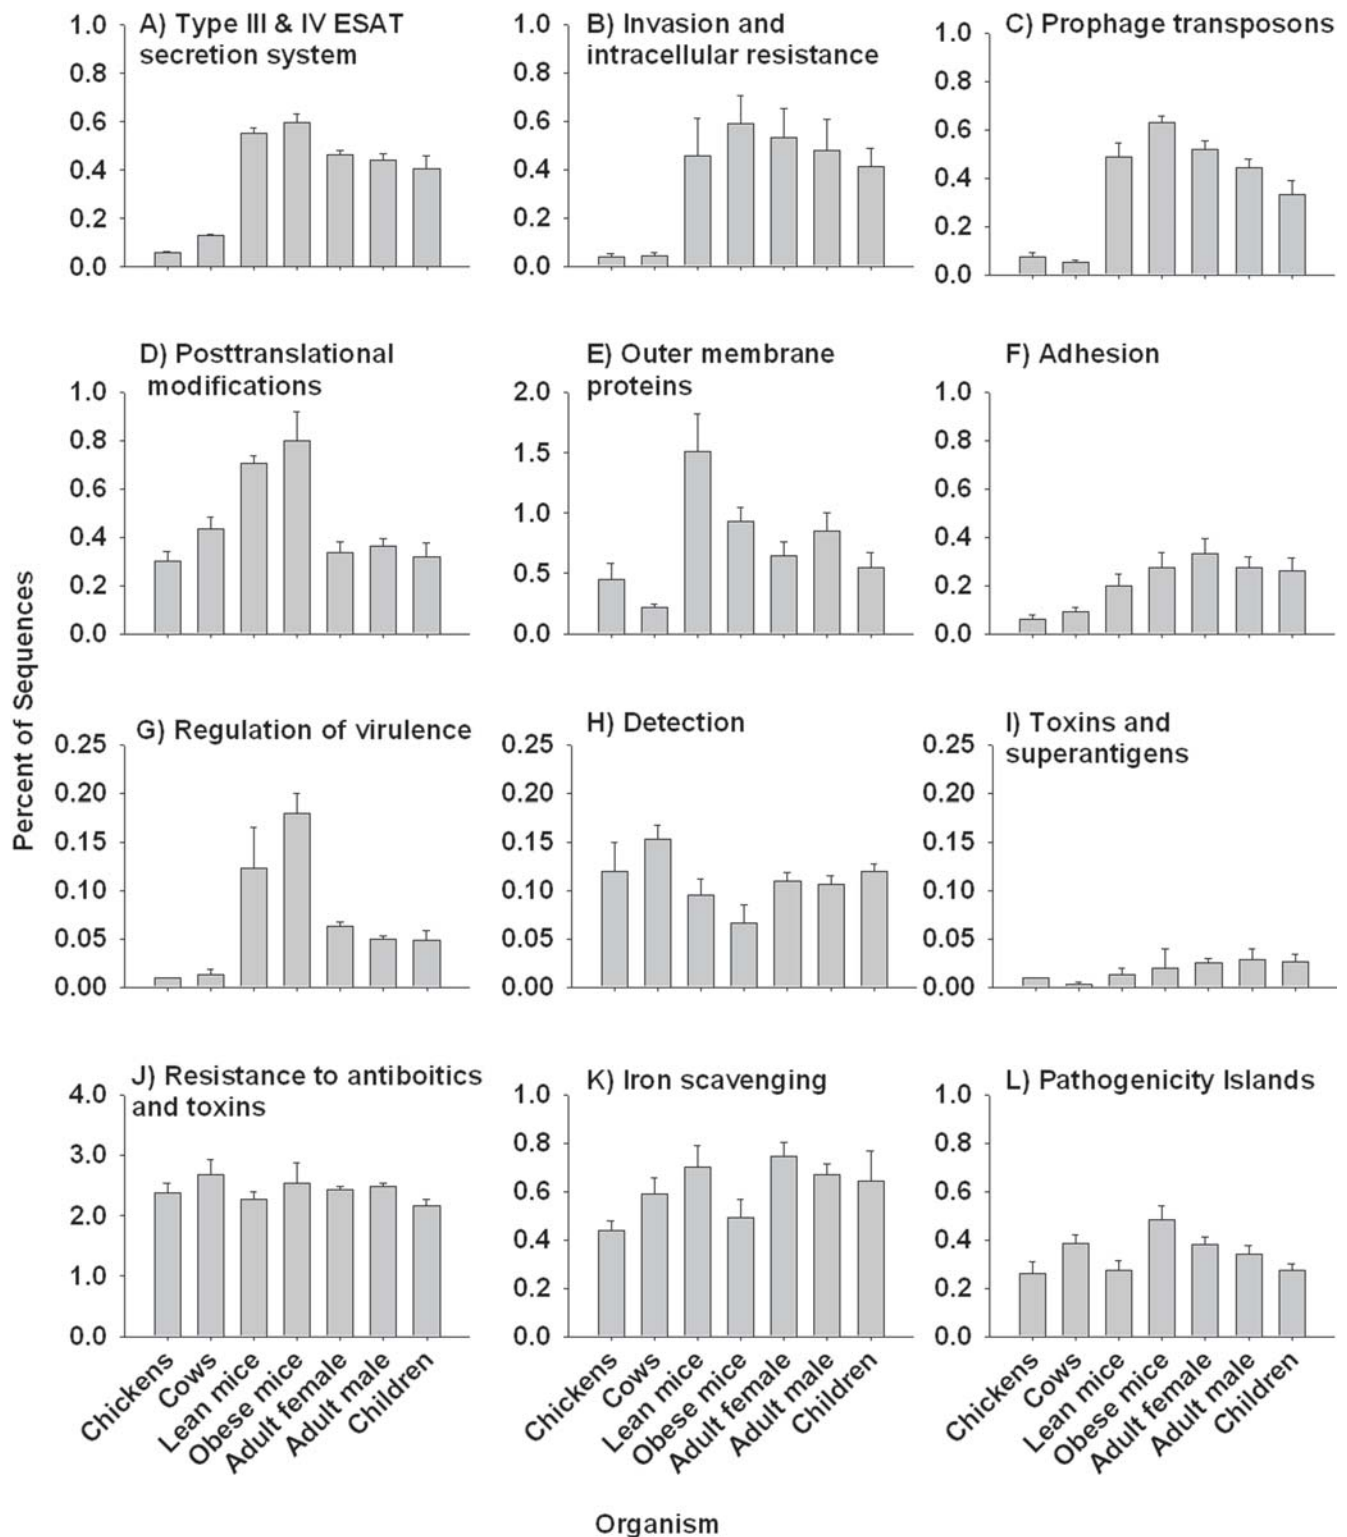 A) Type III & IV ESAT
secretion system
1.0
0.8
0.6
0.4
0.2
0.0
B) Invasion and
intracellular resistance
1.0
0.8
0.6
0.4
0.2
0.0
C) Prophage transposons
1.0
0.8
0.6
0.4
0.2
0.0
D) Posttranslational
modifications
1.0
0.8
0.6
0.4
0.2
0.0
E) Outer membrane
proteins
2.0
1.5
1.0
0.5
0.0
F) Adhesion
1.0
0.8
0.6
0.4
0.2
0.0
Percent of Sequences
G) Regulation of virulence
0.25
0.20
0.15
0.10
0.05
0.00
H) Detection
0.25
0.20
0.15
0.10
0.05
0.00
I) Toxins and
superantigens
0.25
0.20
0.15
0.10
0.05
0.00
J) Resistance to antiboitics
and toxins
4.0
3.0
2.0
1.0
0.0
Chickens
Cows
Lean mice
Obese mice
Adult female
Adult male
Children
K) Iron scavenging
1.0
0.8
0.6
0.4
0.2
0.0
Chickens
Cows
Lean mice
Obese mice
Adult female
Adult male
Children
L) Pathogenicity Islands
1.0
0.8
0.6
0.4
0.2
0.0
Chickens
Cows
Lean mice
Obese mice
Adult female
Adult male
Children
Organism